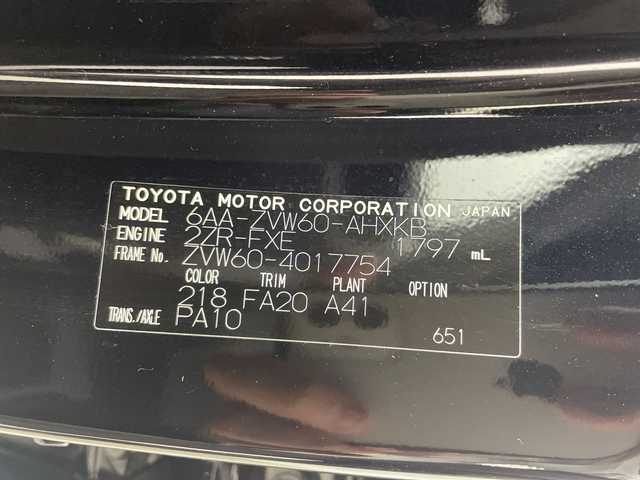 TOYOTA MOTOR CORPORATION JAPAN
MODEL 6AA-ZVW60-AHXKB
ENGINE 2ZR-FXE 1797 mL
FRAME No. ZVW60-4017754
COLOR TRIM PLANT OPTION
218 FA20 A41
TRANS./AXLE PA10 651